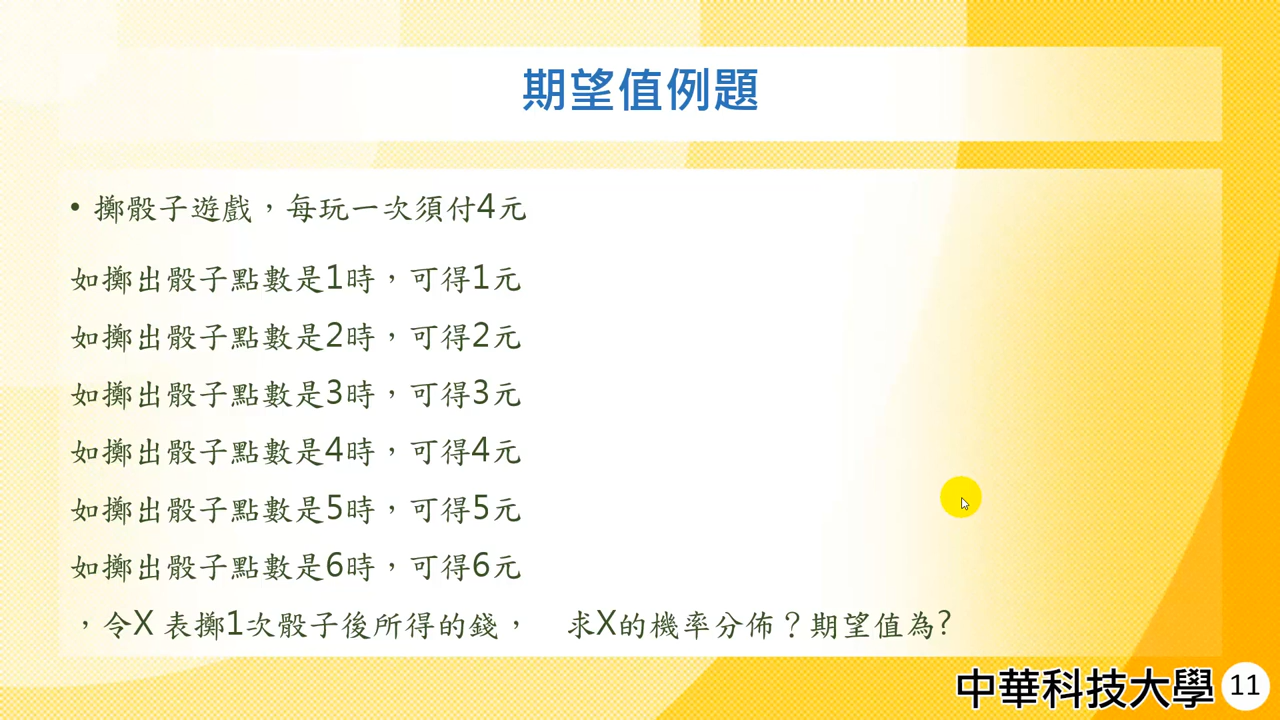 期望值例題
• 擲骰子遊戲，每玩一次須付4元
如擲出骰子點數是1時，可得1元
如擲出骰子點數是2時，可得2元
如擲出骰子點數是3時，可得3元
如擲出骰子點數是4時，可得4元
如擲出骰子點數是5時，可得5元
如擲出骰子點數是6時，可得6元
，令X 表擲1次骰子後所得的錢， 求X的機率分佈？期望值為?
中華科技大學 11